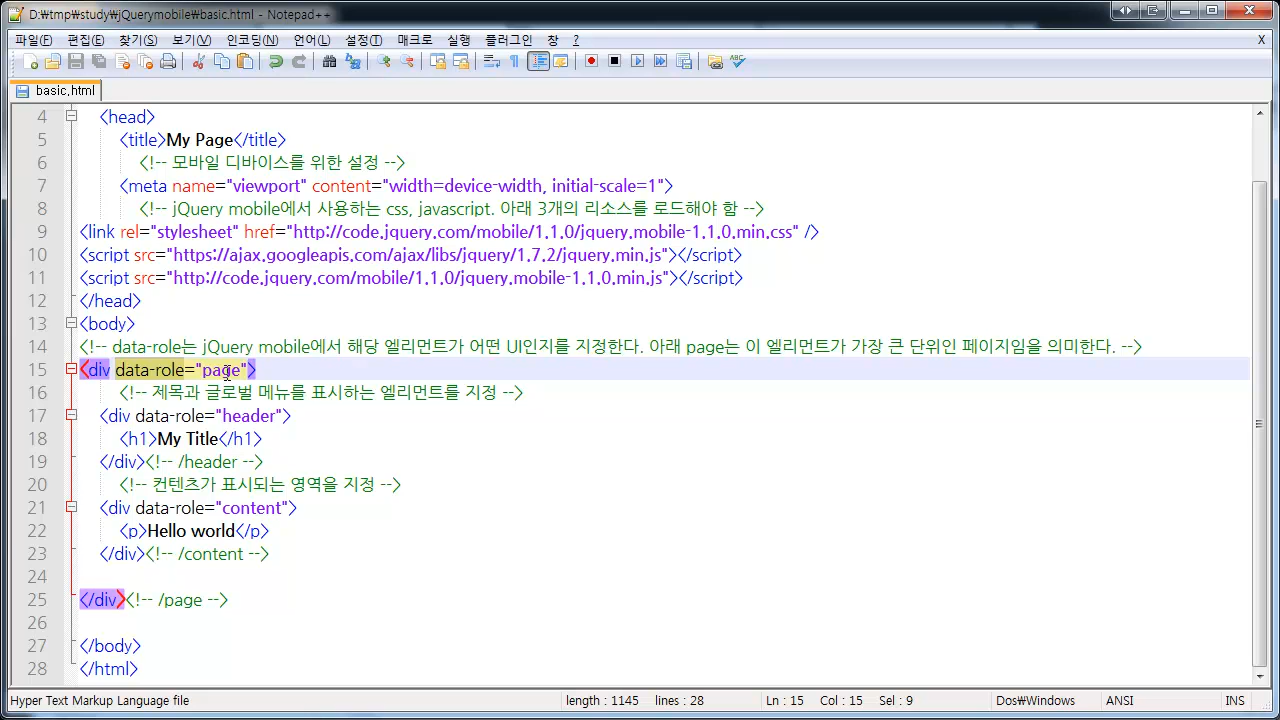 D:\tmp\study\jQuerymobile\basic.html - Notepad++
파일(F) 편집(E) 찾기(S) 보기(V) 인코딩(N) 언어(L) 설정(T) 매크로 실행 플러그인 창 ? X
basic.html
4 <head>
5 <title>My Page</title>
6 <!-- 모바일 디바이스를 위한 설정 -->
7 <meta name="viewport" content="width=device-width, initial-scale=1">
8 <!-- jQuery mobile에서 사용하는 css, javascript. 아래 3개의 리소스를 로드해야 함 -->
9 <link rel="stylesheet" href="http://code.jquery.com/mobile/1.1.0/jquery.mobile-1.1.0.min.css" />
10 <script src="https://ajax.googleapis.com/ajax/libs/jquery/1.7.2/jquery.min.js"></script>
11 <script src="http://code.jquery.com/mobile/1.1.0/jquery.mobile-1.1.0.min.js"></script>
12 </head>
13 <body>
14 <!-- data-role는 jQuery mobile에서 해당 엘리먼트가 어떤 UI인지를 지정한다. 아래 page는 이 엘리먼트가 가장 큰 단위인 페이지임을 의미한다. -->
15 <div data-role="page">
16 <!-- 제목과 글로벌 메뉴를 표시하는 엘리먼트를 지정 -->
17 <div data-role="header">
18 <h1>My Title</h1>
19 </div><!-- /header -->
20 <!-- 컨텐츠가 표시되는 영역을 지정 -->
21 <div data-role="content">
22 <p>Hello world</p>
23 </div><!-- /content -->
24
25 </div><!-- /page -->
26
27 </body>
28 </html>
Hyper Text Markup Language file length : 1145 lines : 28 Ln : 15 Col : 15 Sel : 9 Dos\Windows ANSI INS